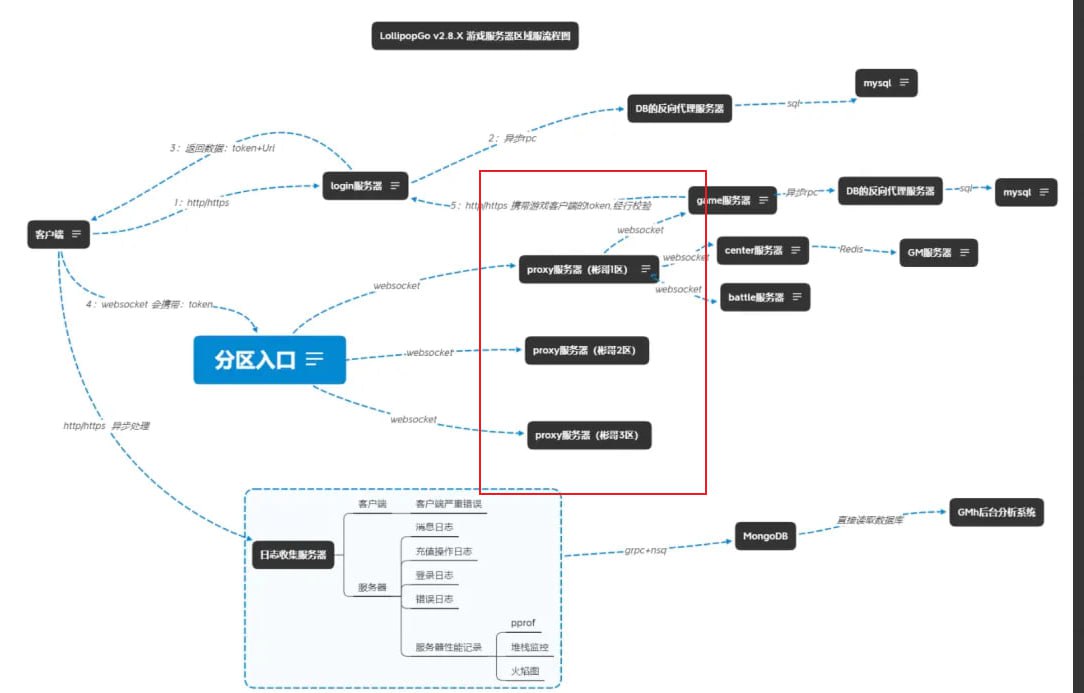 LollipopGo v2.8.X 游戏服务器区域服流程图
mysql
DB的反向代理服务器
sql
2：异步rpc
3：返回数据：token+Url
login服务器
1：http/https
客户端
5：http/https 携带游戏客户端的token,经行校验
game服务器
异步rpc
DB的反向代理服务器
sql
mysql
websocket
center服务器
Redis
GM服务器
websocket
proxy服务器（彬哥1区）
websocket
battle服务器
websocket
4：websocket 会携带：token
分区入口
websocket
proxy服务器（彬哥2区）
websocket
proxy服务器（彬哥3区）
http/https 异步处理
日志收集服务器
客户端
客户端严重错误
服务器
消息日志
充值操作日志
登录日志
错误日志
服务器性能记录
pprof
堆栈监控
火焰图
grpc+nsq
MongoDB
直接读取数据库
GMh后台分析系统